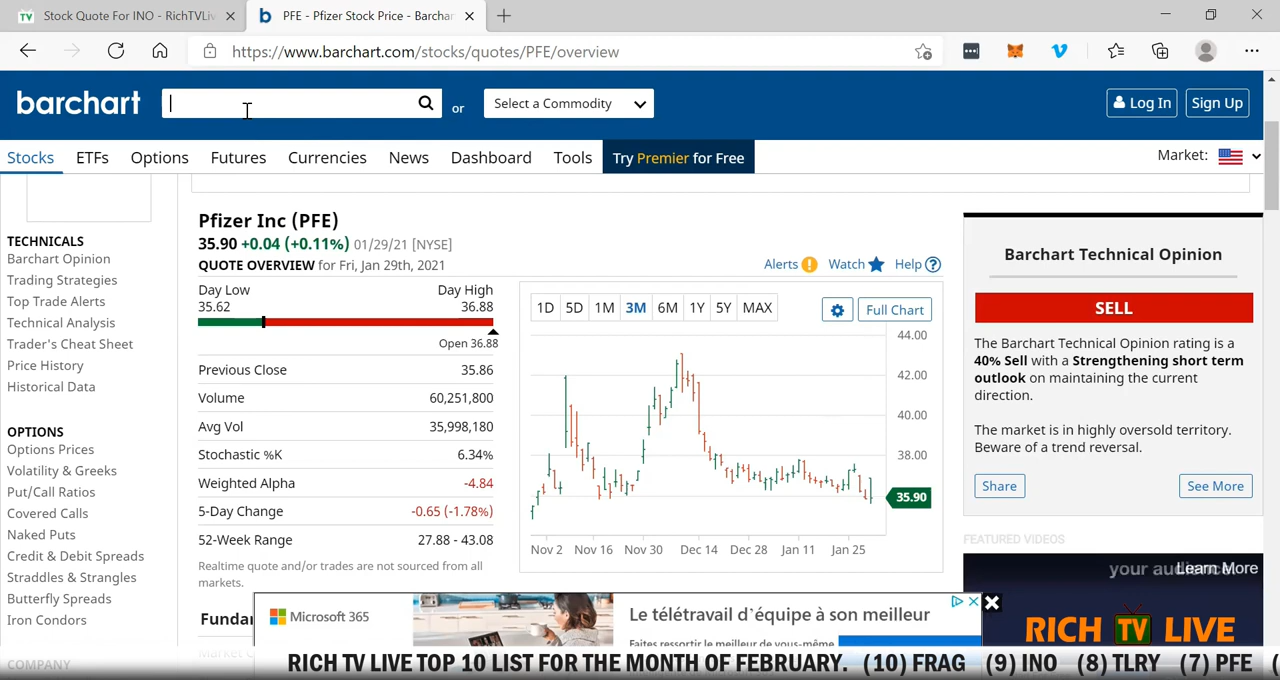 Stock Quote For INO - RichTVLiv
PFE - Pfizer Stock Price - Barchar
https://www.barchart.com/stocks/quotes/PFE/overview
barchart
or
Select a Commodity
Log In
Sign Up
Stocks ETFs Options Futures Currencies News Dashboard Tools Try Premier for Free
Market:
TECHNICALS
Barchart Opinion
Trading Strategies
Top Trade Alerts
Technical Analysis
Trader's Cheat Sheet
Price History
Historical Data
OPTIONS
Options Prices
Volatility & Greeks
Put/Call Ratios
Covered Calls
Naked Puts
Credit & Debit Spreads
Straddles & Strangles
Butterfly Spreads
Iron Condors
COMPANY
Pfizer Inc (PFE)
35.90 +0.04 (+0.11%) 01/29/21 [NYSE]
QUOTE OVERVIEW for Fri, Jan 29th, 2021
Alerts Watch Help
Day Low Day High
35.62 36.88
Open 36.88
Previous Close 35.86
Volume 60,251,800
Avg Vol 35,998,180
Stochastic %K 6.34%
Weighted Alpha -4.84
5-Day Change -0.65 (-1.78%)
52-Week Range 27.88 - 43.08
Realtime quote and/or trades are not sourced from all
markets.
Fundar
1D 5D 1M 3M 6M 1Y 5Y MAX
Full Chart
44.00
42.00
40.00
38.00
35.90
Nov 2 Nov 16 Nov 30 Dec 14 Dec 28 Jan 11 Jan 25
Barchart Technical Opinion
SELL
The Barchart Technical Opinion rating is a
40% Sell with a Strengthening short term
outlook on maintaining the current
direction.
The market is in highly oversold territory.
Beware of a trend reversal.
Share
See More
FEATURED VIDEOS
Learn More
RICH TV LIVE
Microsoft 365
Le télétravail d'équipe à son meilleur
Faites ressortir le meilleur de vous-même
RICH TV LIVE TOP 10 LIST FOR THE MONTH OF FEBRUARY. (10) FRAG (9) INO (8) TLRY (7) PFE (